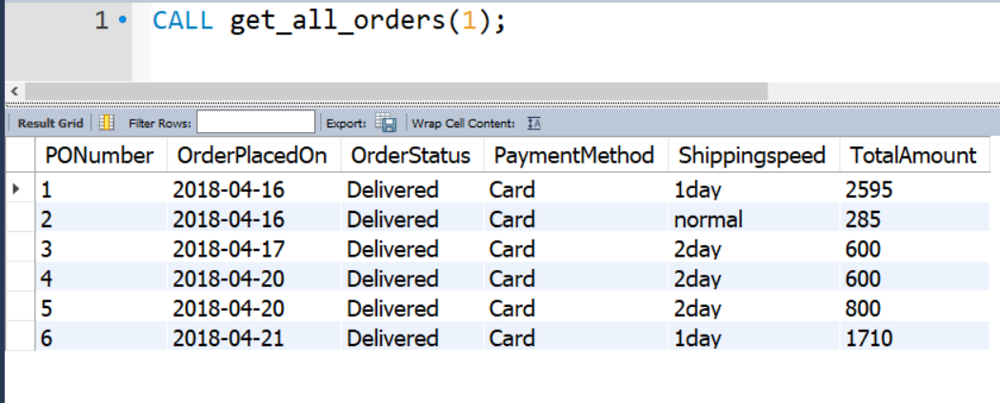 1 CALL get_all_orders(1);
Result Grid Filter Rows: Export: Wrap Cell Content: IA
PONumber OrderPlacedOn OrderStatus PaymentMethod Shippingspeed TotalAmount
1 2018-04-16 Delivered Card 1day 2595
2 2018-04-16 Delivered Card normal 285
3 2018-04-17 Delivered Card 2day 600
4 2018-04-20 Delivered Card 2day 600
5 2018-04-20 Delivered Card 2day 800
6 2018-04-21 Delivered Card 1day 1710